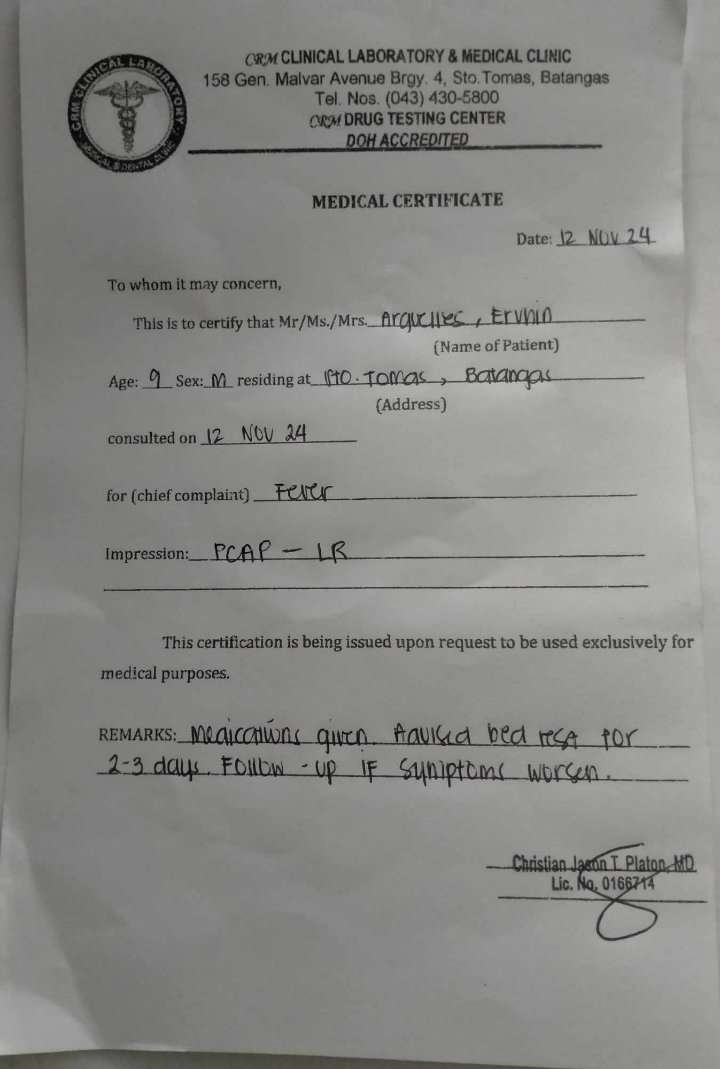 CRM CLINICAL LABORATORY
MEDICAL & DENTAL CLINIC
CRM CLINICAL LABORATORY & MEDICAL CLINIC
158 Gen. Malvar Avenue Brgy. 4, Sto. Tomas, Batangas
Tel. Nos. (043) 430-5800
CRM DRUG TESTING CENTER
DOH ACCREDITED
MEDICAL CERTIFICATE
Date: 12 NOV 24
To whom it may concern,
This is to certify that Mr/Ms./Mrs. Arguelles, Ervhin
(Name of Patient)
Age: 9 Sex: M residing at STO. Tomas, Batangas
(Address)
consulted on 12 NOV 24
for (chief complaint) Fever
Impression: PCAP - LR
This certification is being issued upon request to be used exclusively for
medical purposes.
REMARKS: Medications given. Advised bed rest for
2-3 days. Follow-up if symptoms worsen.
Christian Jason T. Platon, MD
Lic. No. 0166714